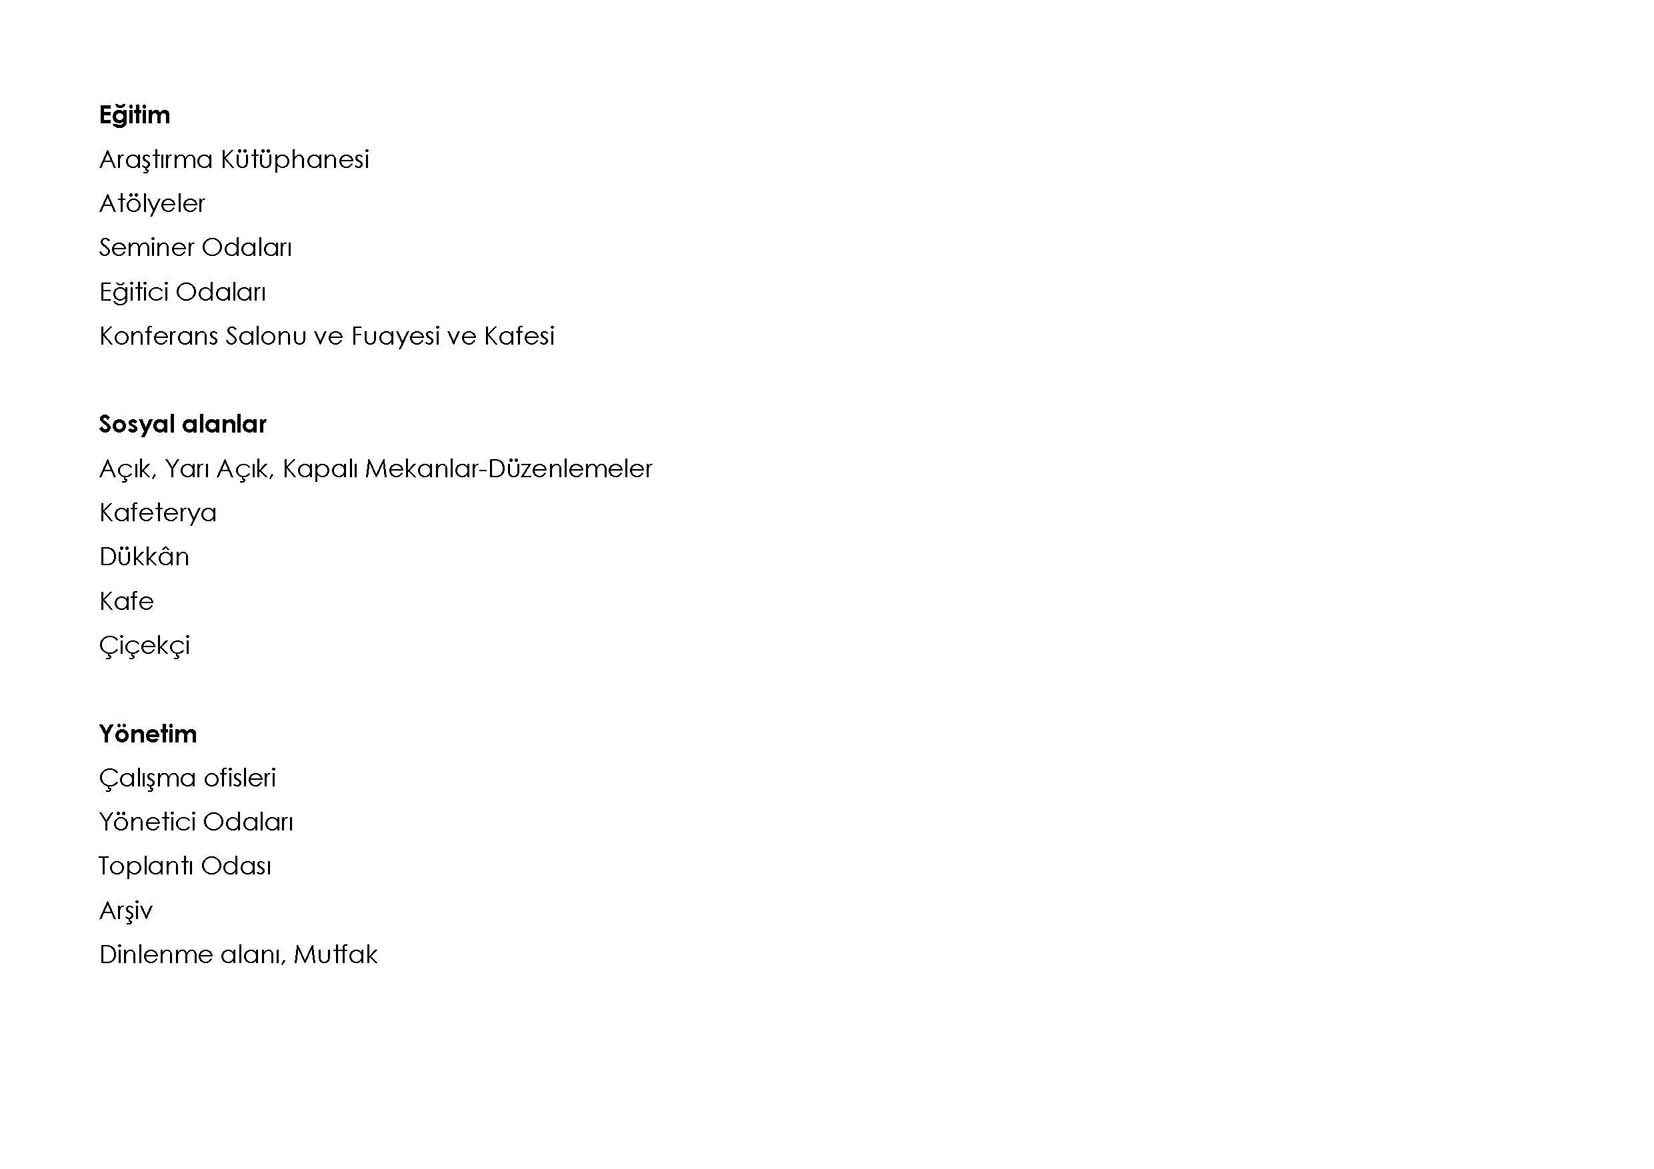 Eğitim
Araştırma Kütüphanesi
Atölyeler
Seminer Odaları
Eğitici Odaları
Konferans Salonu ve Fuayesi ve Kafesi
Sosyal alanlar
Açık, Yarı Açık, Kapalı Mekanlar-Düzenlemeler
Kafeterya
Dükkân
Kafe
Çiçekçi
Yönetim
Çalışma ofisleri
Yönetici Odaları
Toplantı Odası
Arşiv
Dinlenme alanı, Mutfak